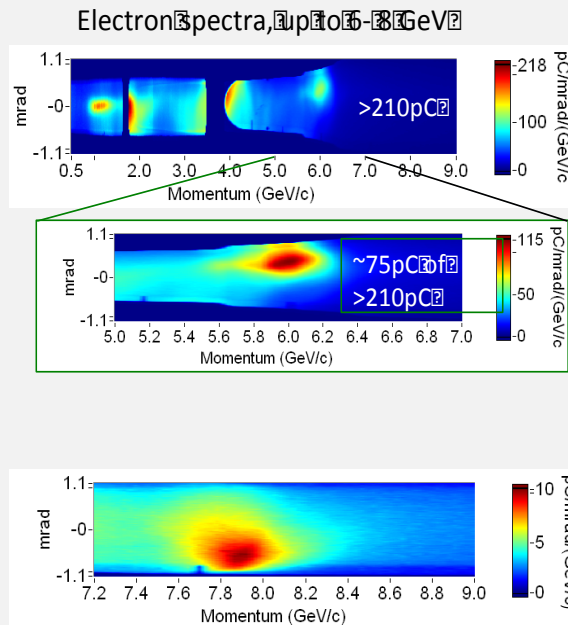 Electron spectra, up to 6-8 GeV
1.1
mrad
-0
-1.1
>210pC
0.5 2.0 3.0 4.0 5.0 6.0 7.0 8.0 9.0
Momentum (GeV/c)
-218
-100
-0
pC/mrad/(GeV/c
1.1
mrad
-0
-1.1
~75pC of
>210pC
5.0 5.2 5.4 5.6 5.8 6.0 6.2 6.4 6.6 6.8 7.0
Momentum (GeV/c)
-115
-50
-0
pC/mrad/(GeV/c)
1.1
mrad
-0
-1.1
7.2 7.4 7.6 7.8 8.0 8.2 8.4 8.6 8.8 9.0
Momentum (GeV/c)
-10
-5
-0